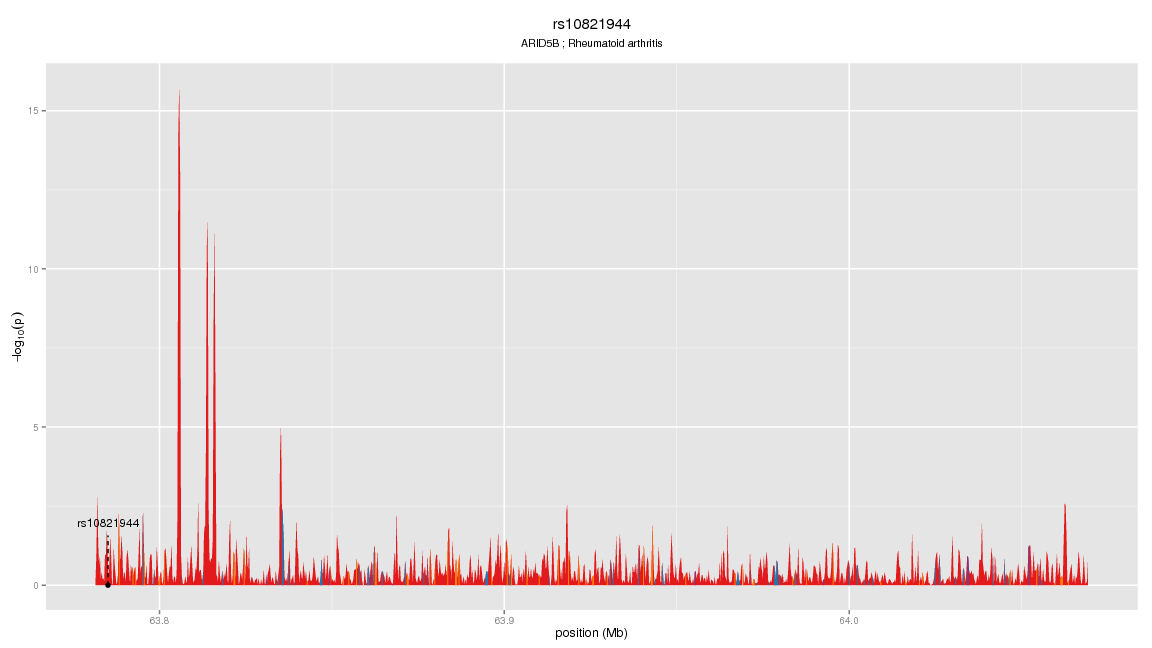 rs10821944
ARID5B ; Rheumatoid arthritis
15
10
5
0
−log10(p)
rs10821944
63.8
63.9
64.0
position (Mb)